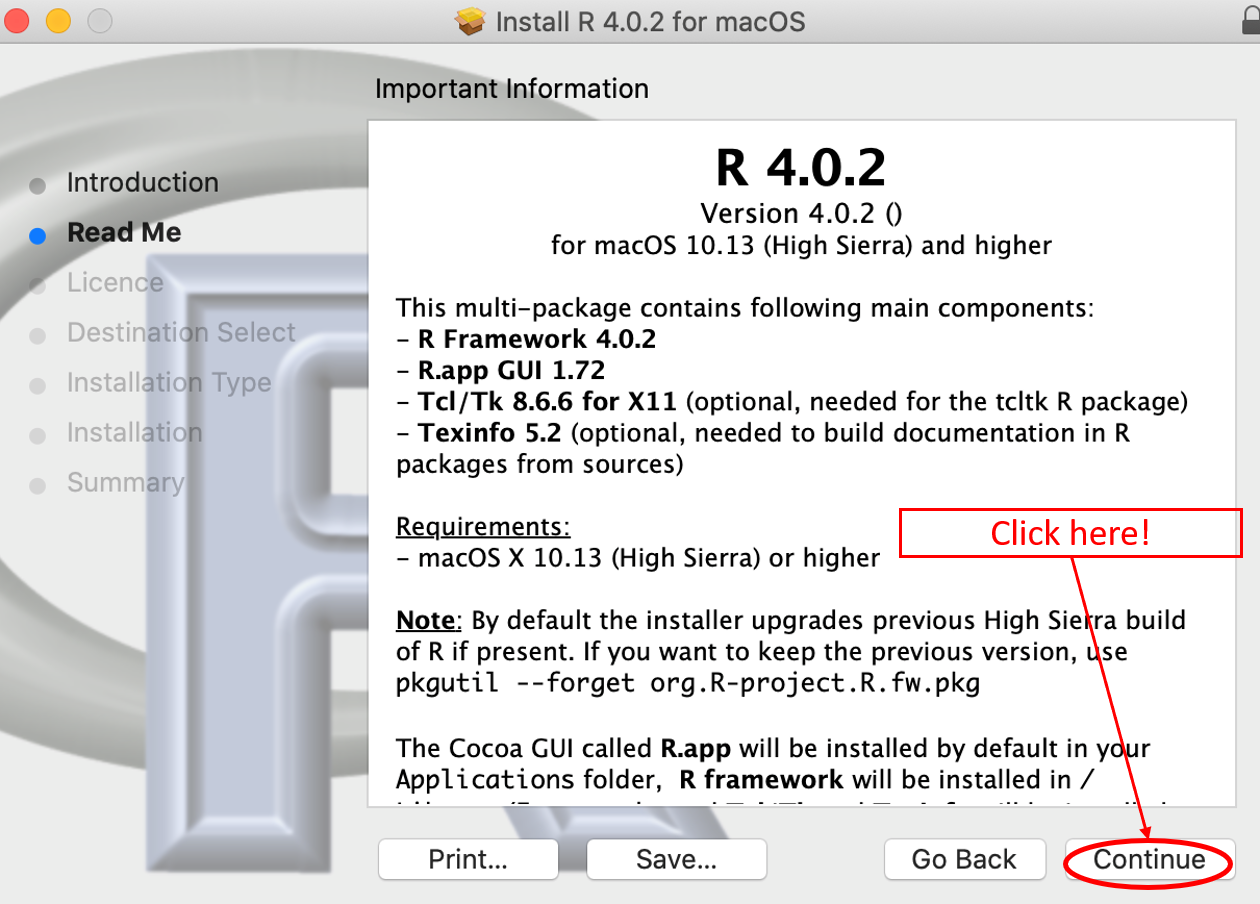 Install R 4.0.2 for macOS
Important Information
Introduction
Read Me
Licence
Destination Select
Installation Type
Installation
Summary
R 4.0.2
Version 4.0.2 ()
for macOS 10.13 (High Sierra) and higher
This multi-package contains following main components:
- R Framework 4.0.2
- R.app GUI 1.72
- Tcl/Tk 8.6.6 for X11 (optional, needed for the tcltk R package)
- Texinfo 5.2 (optional, needed to build documentation in R
packages from sources)
Requirements:
- macOS X 10.13 (High Sierra) or higher
Click here!
Note: By default the installer upgrades previous High Sierra build
of R if present. If you want to keep the previous version, use
pkgutil --forget org.R-project.R.fw.pkg
The Cocoa GUI called R.app will be installed by default in your
Applications folder, R framework will be installed in /
Print...
Save...
Go Back
Continue